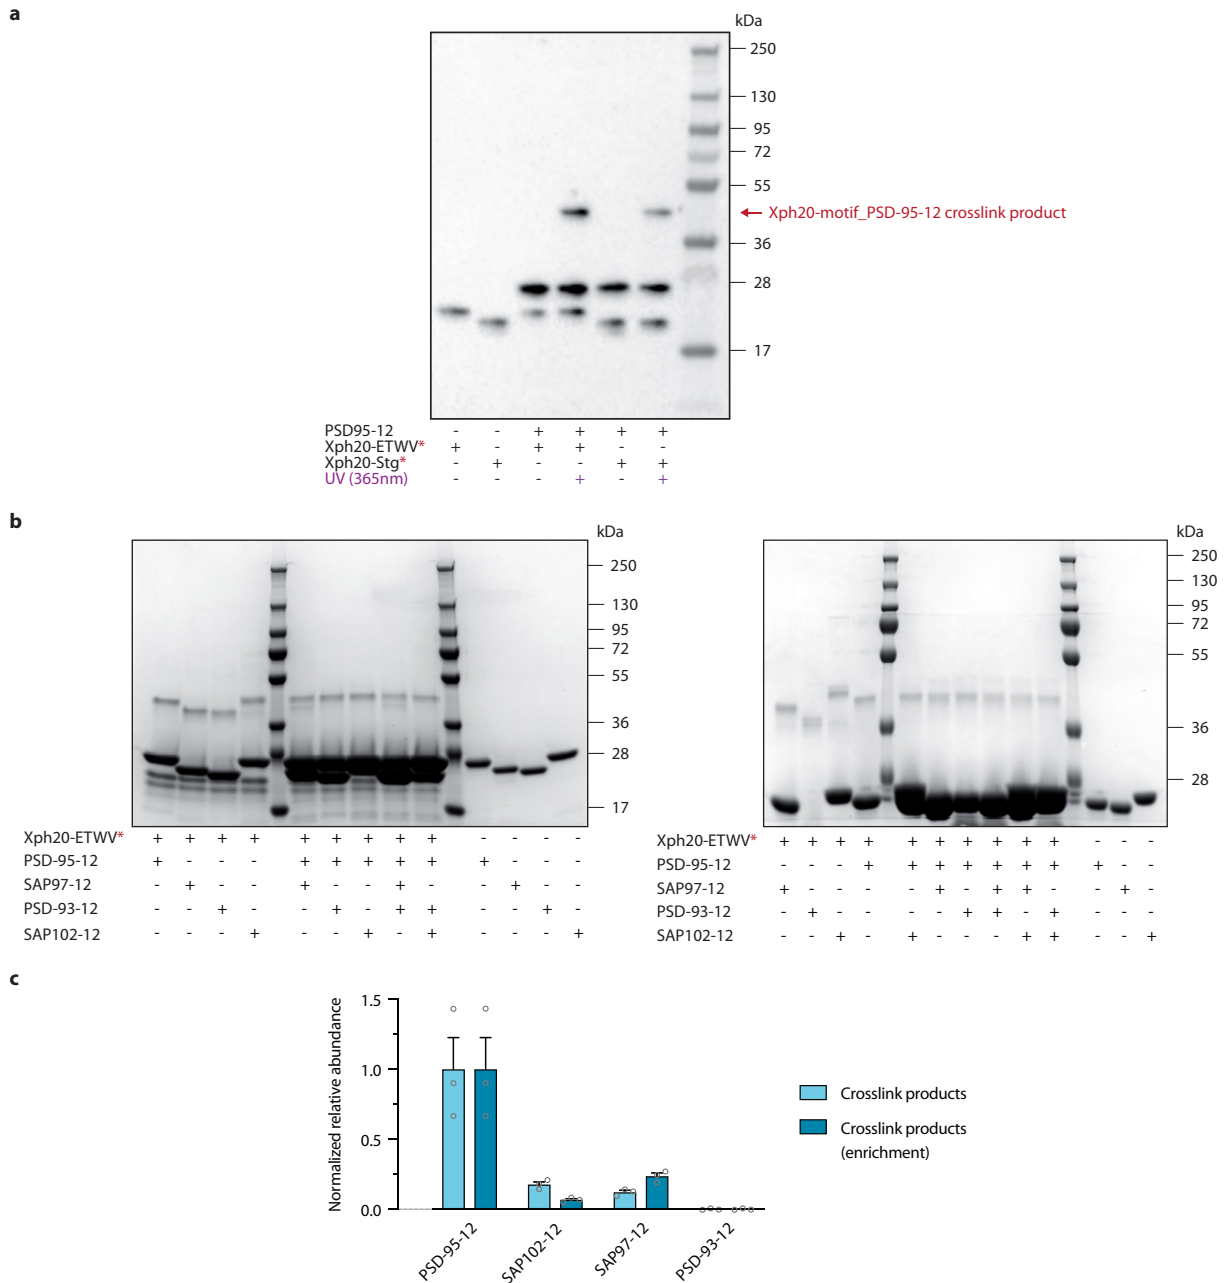 a
kDa
250
130
95
72
55
Xph20-motif_PSD-95-12 crosslink product
36
28
17
PSD95-12 - - + + + +
Xph20-ETWV* + - + + - -
Xph20-Stg* - + - - + +
UV (365nm) - - - + - +
b
kDa
250
130
95
72
55
36
28
17
Xph20-ETWV* + + + + + + + + + - - - -
PSD-95-12 + - - - + + + + + + - - -
SAP97-12 - + - - + - - + - - + - -
PSD-93-12 - - + - - + - + + - - + -
SAP102-12 - - - + - - + - + - - - +
kDa
250
130
95
72
55
36
28
Xph20-ETWV* + + + + + + + + + + - - -
PSD-95-12 - - - + + + + + + + + - -
SAP97-12 + - - - - + - + + - - + -
PSD-93-12 - + - - - - + + - + - - -
SAP102-12 - - + - + - - - + + - - +
c
Normalized relative abundance
1.5
1.0
0.5
0.0
PSD-95-12
SAP102-12
SAP97-12
PSD-93-12
Crosslink products
Crosslink products
(enrichment)